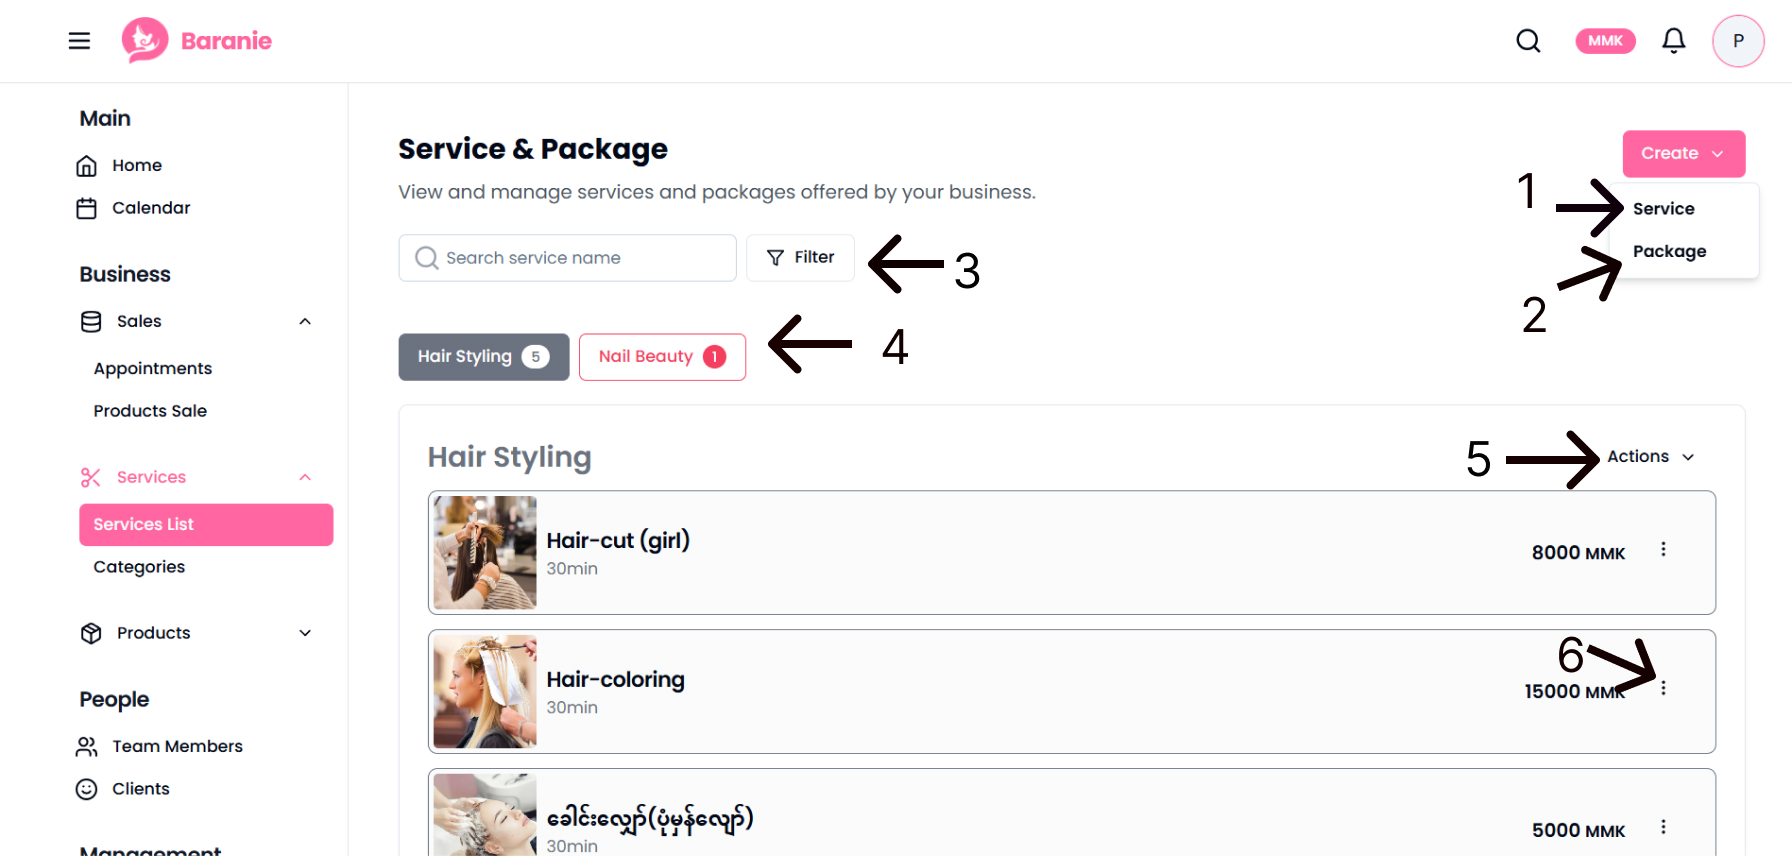 Baranie
MMK
P
Main
Home
Calendar
Business
Sales
Appointments
Products Sale
Services
Services List
Categories
Products
People
Team Members
Clients
Management
Service & Package
View and manage services and packages offered by your business.
Create
1
Service
Package
2
Search service name
Filter
3
Hair Styling 5
Nail Beauty 1
4
Hair Styling
5
Actions
Hair-cut (girl)
30min
8000 MMK
6
Hair-coloring
30min
15000 MMK
ခေါင်းလျှော်(ပုံမှန်လျော်)
30min
5000 MMK